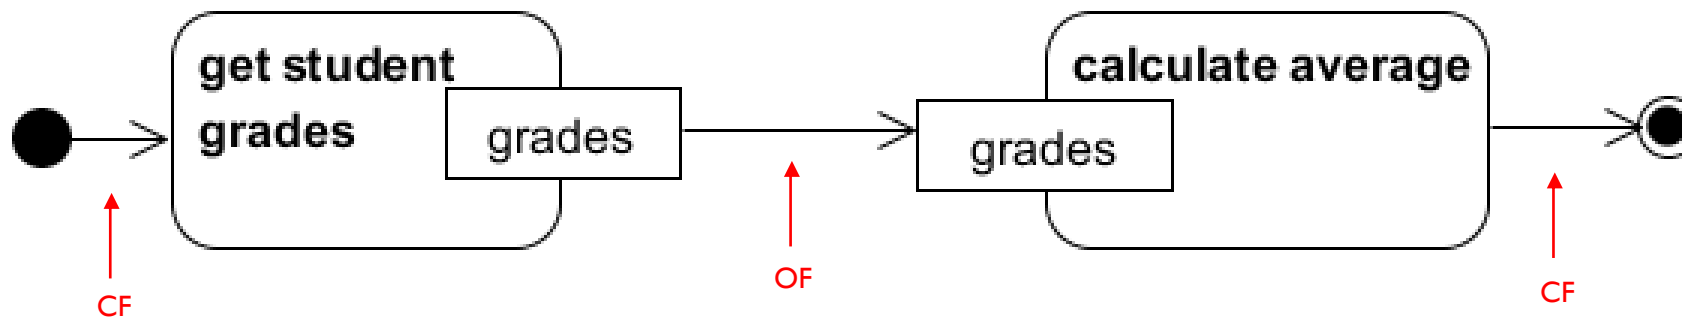 get student
grades
grades
grades
calculate average
CF
OF
CF